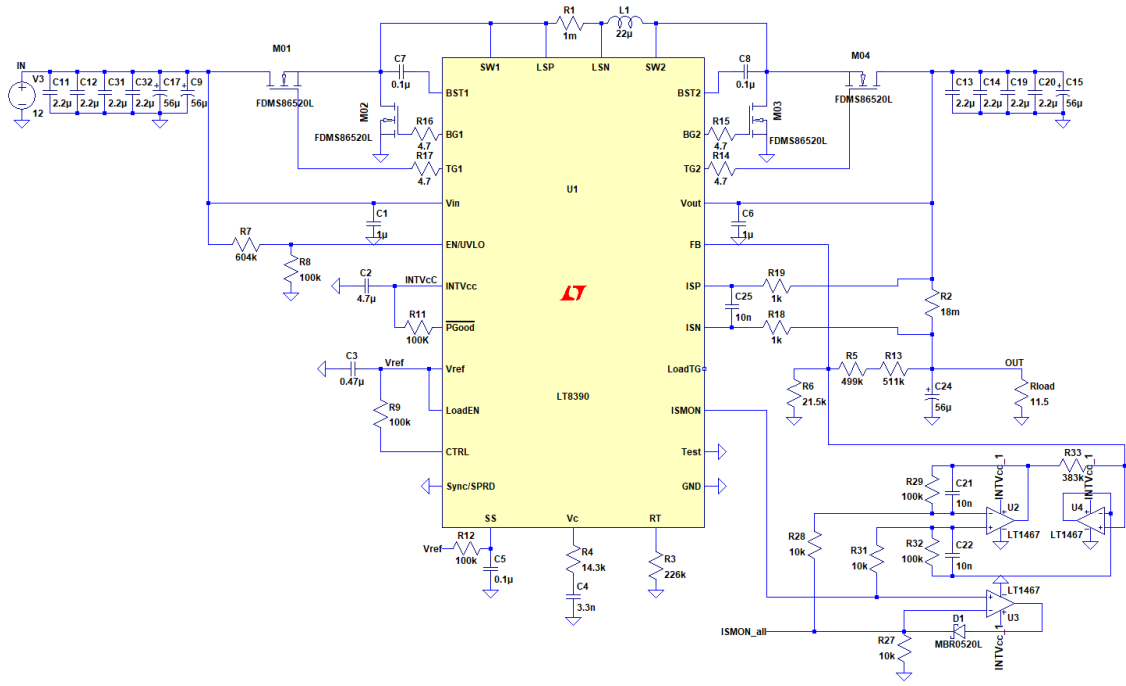 R1
1m
L1
22µ
IN
V3
12
C11
2.2µ
C12
2.2µ
C31
2.2µ
C32
2.2µ
C17
56µ
C9
56µ
M01
FDMS86520L
C7
0.1µ
M02
FDMS86520L
R16
4.7
R17
4.7
SW1
LSP
LSN
SW2
BST1
BST2
BG1
BG2
TG1
TG2
U1
Vin
Vout
EN/UVLO
FB
INTVcc
ISP
PGood
ISN
Vref
LoadTG
LT8390
LoadEN
ISMON
CTRL
Test
Sync/SPRD
GND
SS
Vc
RT
C8
0.1µ
M03
FDMS86520L
M04
FDMS86520L
R15
4.7
R14
4.7
C13
2.2µ
C14
2.2µ
C19
2.2µ
C20
2.2µ
C15
56µ
C1
1µ
C6
1µ
R7
604k
R8
100k
C2
4.7µ
INTVcC
R11
100K
C3
0.47µ
Vref
R9
100k
R19
1k
C25
10n
R18
1k
R2
18m
R5
499k
R13
511k
R6
21.5k
C24
56µ
OUT
Rload
11.5
Vref
R12
100k
C5
0.1µ
R4
14.3k
C4
3.3n
R3
226k
R33
383k
INTVcc_1
INTVcc_1
R29
100k
C21
10n
U2
LT1467
U4
LT1467
R28
10k
R31
10k
R32
100k
C22
10n
LT1467
U3
INTVcc_1
D1
MBR0520L
ISMON_all
R27
10k